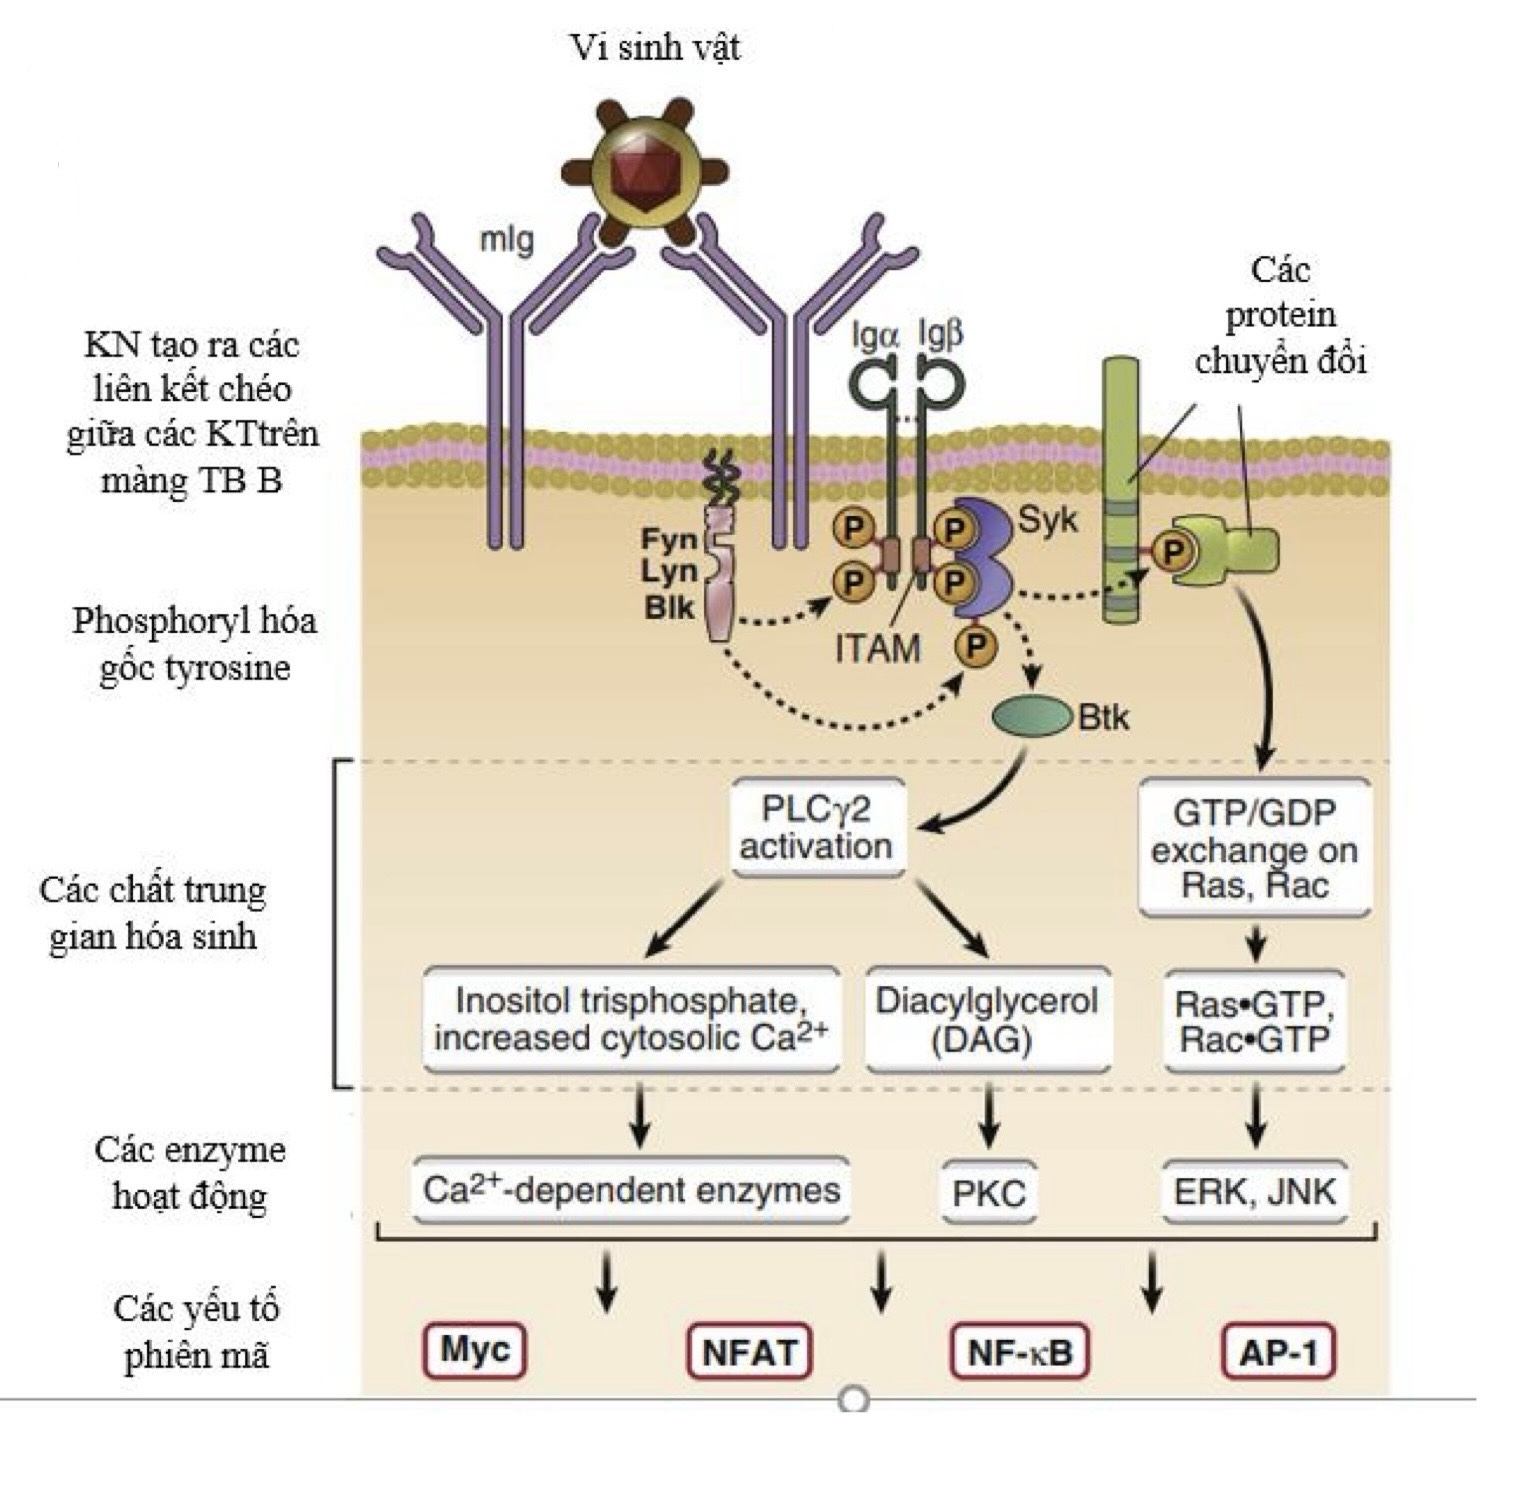 Vi sinh vật
mIg
Các
protein
chuyển đổi
Igα Igβ
KN tạo ra các
liên kết chéo
giữa các KTtrên
màng TB B
Fyn
Lyn
Blk
P
P
P
P
Syk
P
P
ITAM
Btk
Phosphoryl hóa
gốc tyrosine
PLCγ2
activation
GTP/GDP
exchange on
Ras, Rac
Các chất trung
gian hóa sinh
Inositol trisphosphate,
increased cytosolic Ca2+
Diacylglycerol
(DAG)
Ras•GTP,
Rac•GTP
Các enzyme
hoạt động
Ca2+-dependent enzymes
PKC
ERK, JNK
Các yếu tố
phiên mã
Myc
NFAT
NF-κB
AP-1